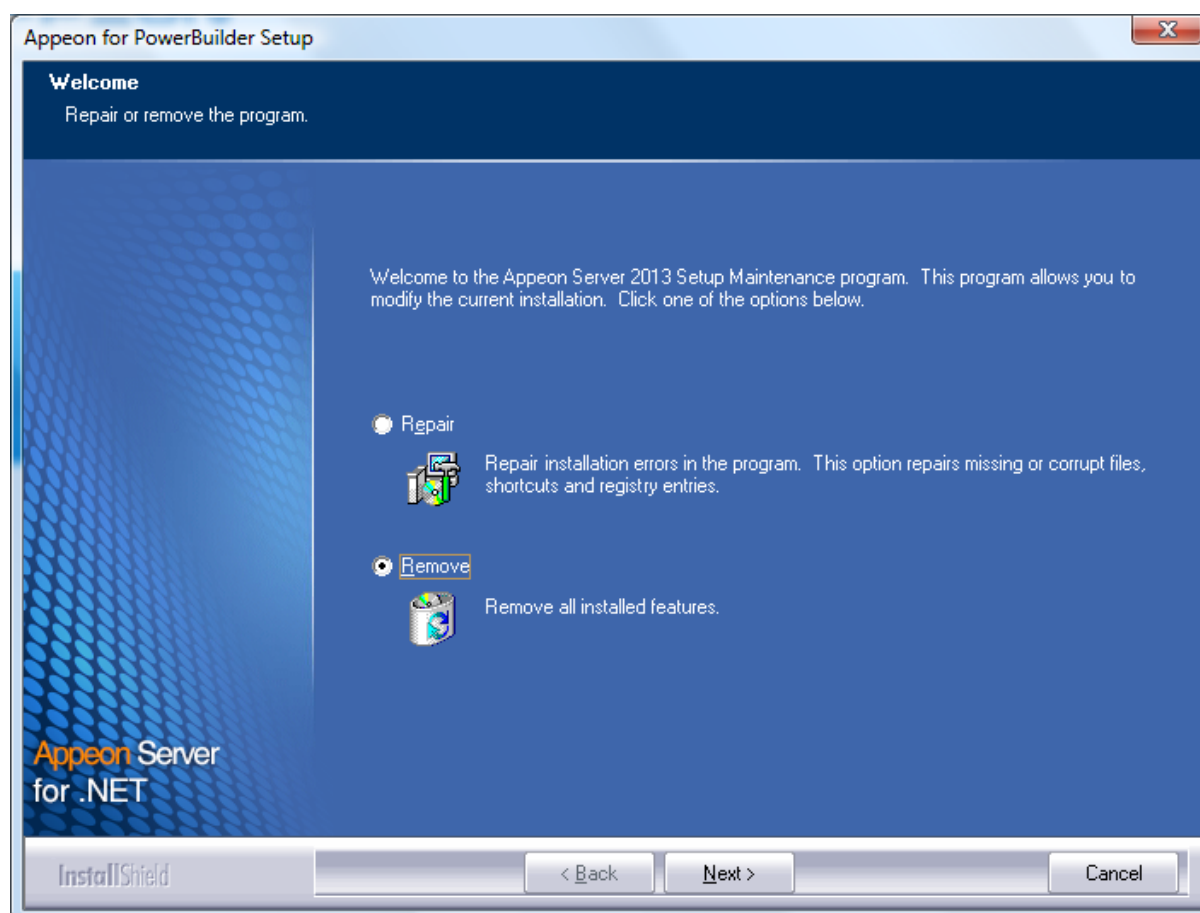 Appeon for PowerBuilder Setup
Welcome
Repair or remove the program.
Welcome to the Appeon Server 2013 Setup Maintenance program. This program allows you to
modify the current installation. Click one of the options below.
Repair
Repair installation errors in the program. This option repairs missing or corrupt files,
shortcuts and registry entries.
Remove
Remove all installed features.
Appeon Server
for .NET
InstallShield
< Back
Next >
Cancel